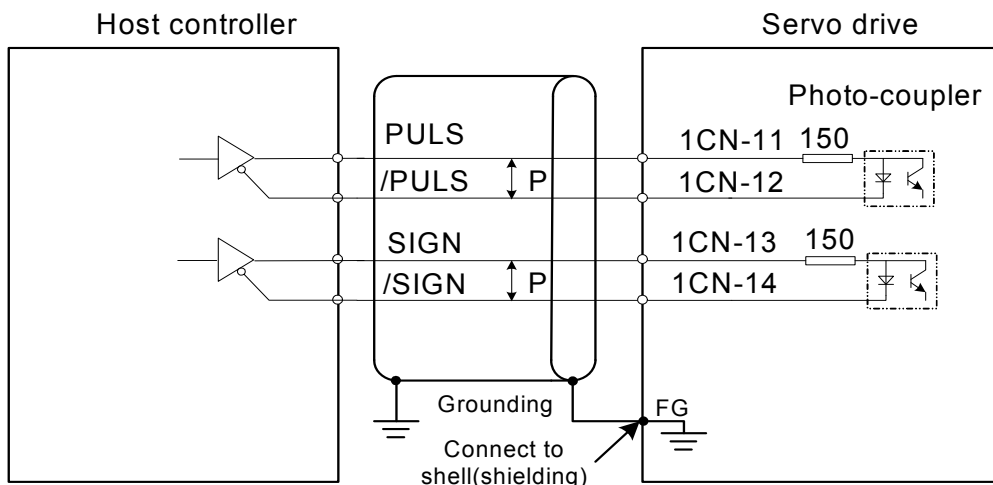 Host controller
Servo drive
Photo-coupler
PULS
1CN-11
150
/PULS
P
1CN-12
SIGN
1CN-13
150
/SIGN
P
1CN-14
Grounding
FG
Connect to
shell(shielding)